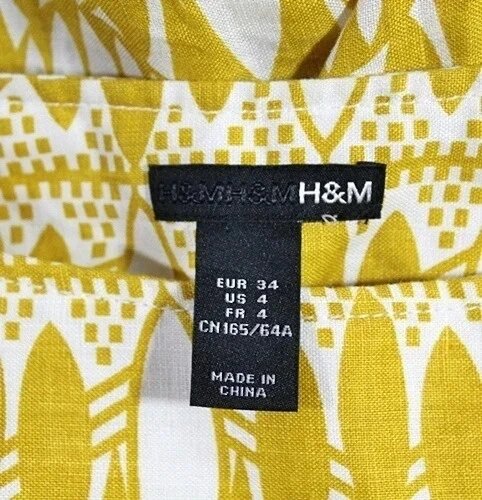 H&MH&MH&M
EUR 34
US 4
FR 4
CN165/64A
MADE IN
CHINA